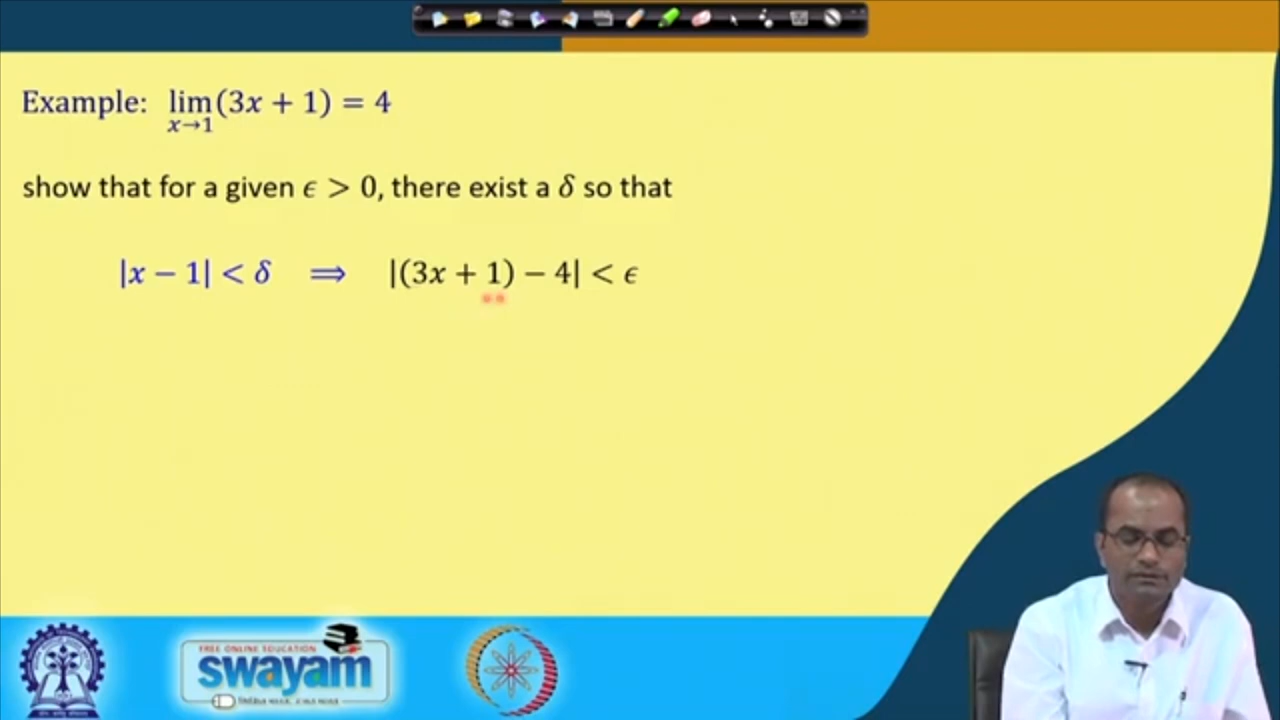 Example: lim(3x + 1) = 4
x→1
show that for a given ϵ > 0, there exist a δ so that
|x − 1| < δ ⟹ |(3x + 1) − 4| < ϵ
FREE ONLINE EDUCATION
swayam